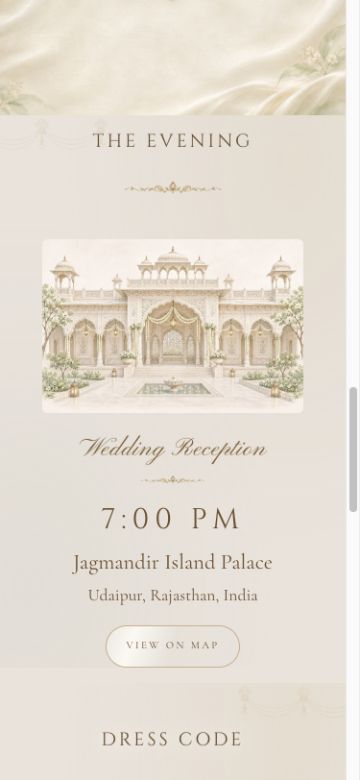 THE EVENING
Wedding Reception
7:00 PM
Jagmandir Island Palace
Udaipur, Rajasthan, India
VIEW ON MAP
DRESS CODE